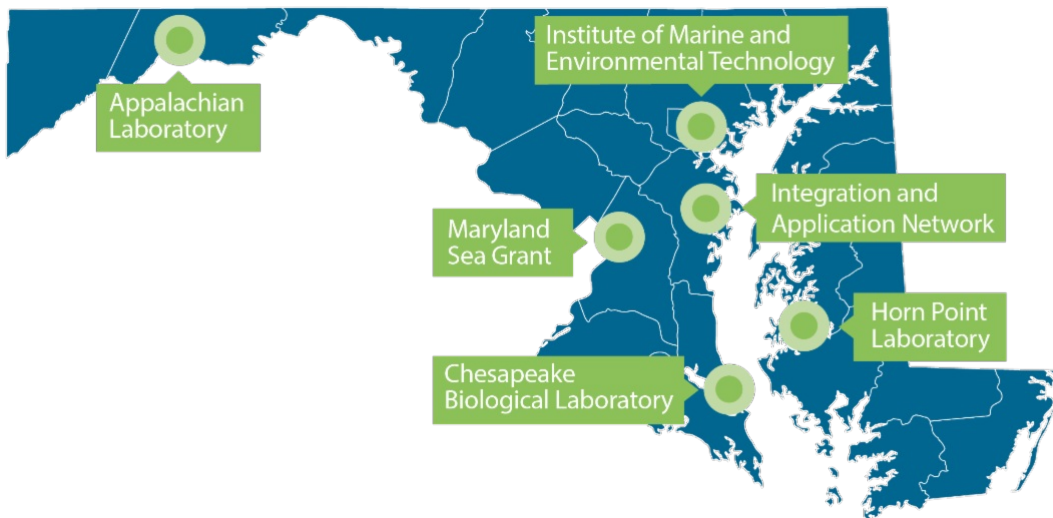 Institute of Marine and
Environmental Technology
Appalachian
Laboratory
Integration and
Application Network
Maryland
Sea Grant
Horn Point
Laboratory
Chesapeake
Biological Laboratory